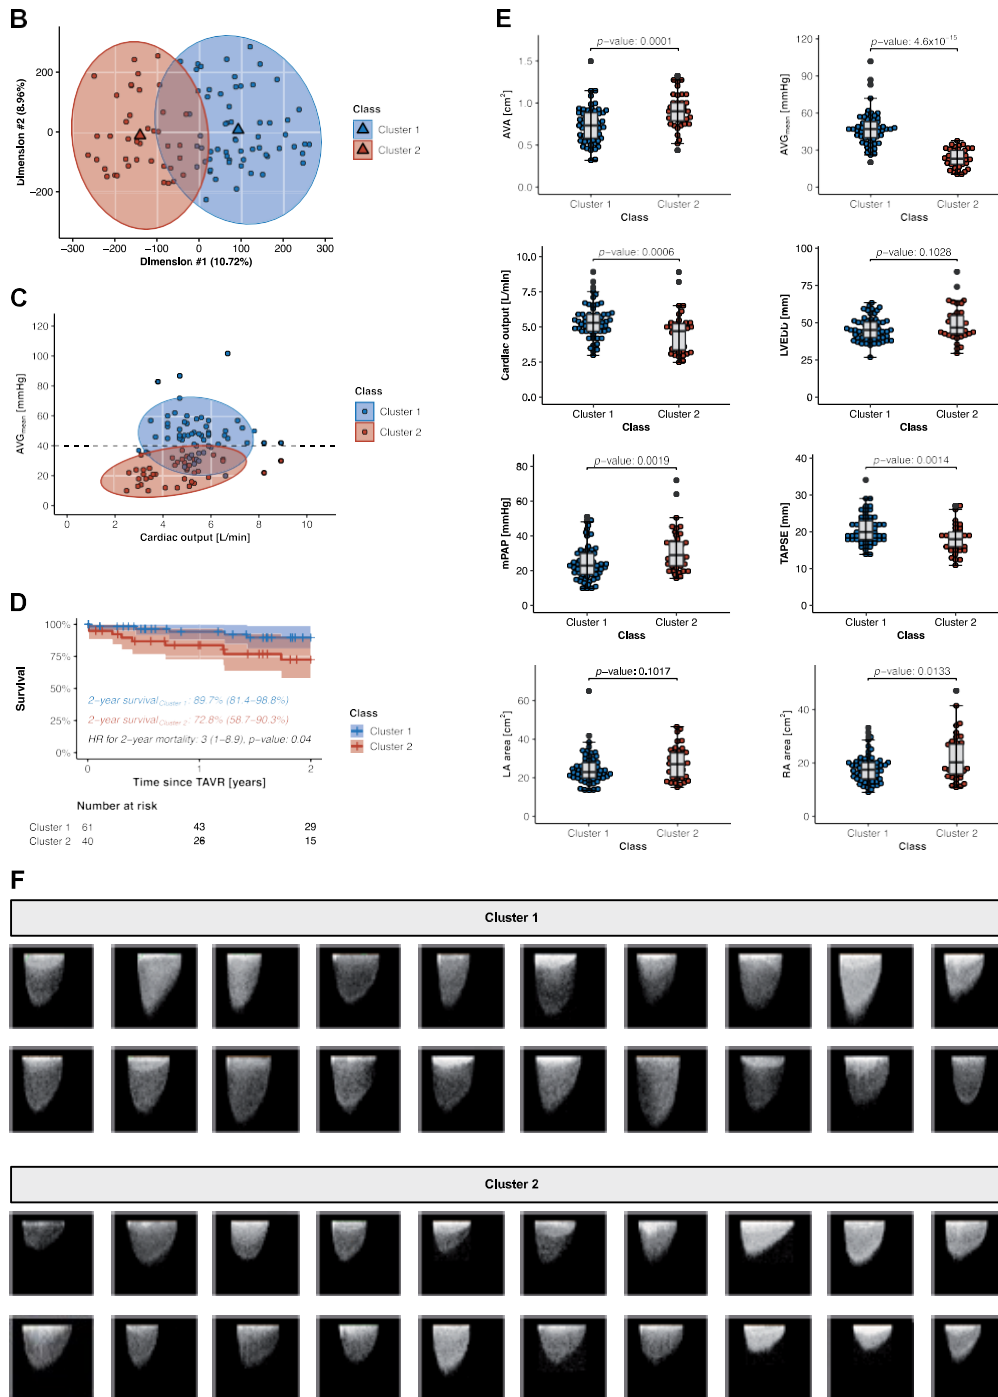 B
Dimension #2 (8.96%)
200
0
−200
−300
−200
−100
0
100
200
300
Dimension #1 (10.72%)
Class
Cluster 1
Cluster 2
C
AVGmean [mmHg]
120
100
80
60
40
20
0
0
2
4
6
8
10
Cardiac output [L/min]
Class
Cluster 1
Cluster 2
D
Survival
100%
75%
50%
25%
0%
2−year survival Cluster 1: 89.7% (81.4−98.8%)
2−year survival Cluster 2: 72.8% (58.7−90.3%)
HR for 2−year mortality: 3 (1−8.9), p−value: 0.04
0
1
2
Time since TAVR [years]
Class
Cluster 1
Cluster 2
Number at risk
Cluster 1 61 43 29
Cluster 2 40 26 15
E
p−value: 0.0001
AVA [cm²]
1.5
1.0
0.5
0.0
Cluster 1
Cluster 2
Class
p−value: 4.6x10⁻¹⁵
AVGmean [mmHg]
120
90
60
30
0
Cluster 1
Cluster 2
Class
p−value: 0.0006
Cardiac output [L/min]
10.0
7.5
5.0
2.5
0.0
Cluster 1
Cluster 2
Class
p−value: 0.1028
LVEDD [mm]
100
75
50
25
0
Cluster 1
Cluster 2
Class
p−value: 0.0019
mPAP [mmHg]
80
60
40
20
0
Cluster 1
Cluster 2
Class
p−value: 0.0014
TAPSE [mm]
40
30
20
10
0
Cluster 1
Cluster 2
Class
p−value: 0.1017
LA area [cm²]
60
40
20
0
Cluster 1
Cluster 2
Class
p−value: 0.0133
RA area [cm²]
40
20
0
Cluster 1
Cluster 2
Class
F
Cluster 1
Cluster 2